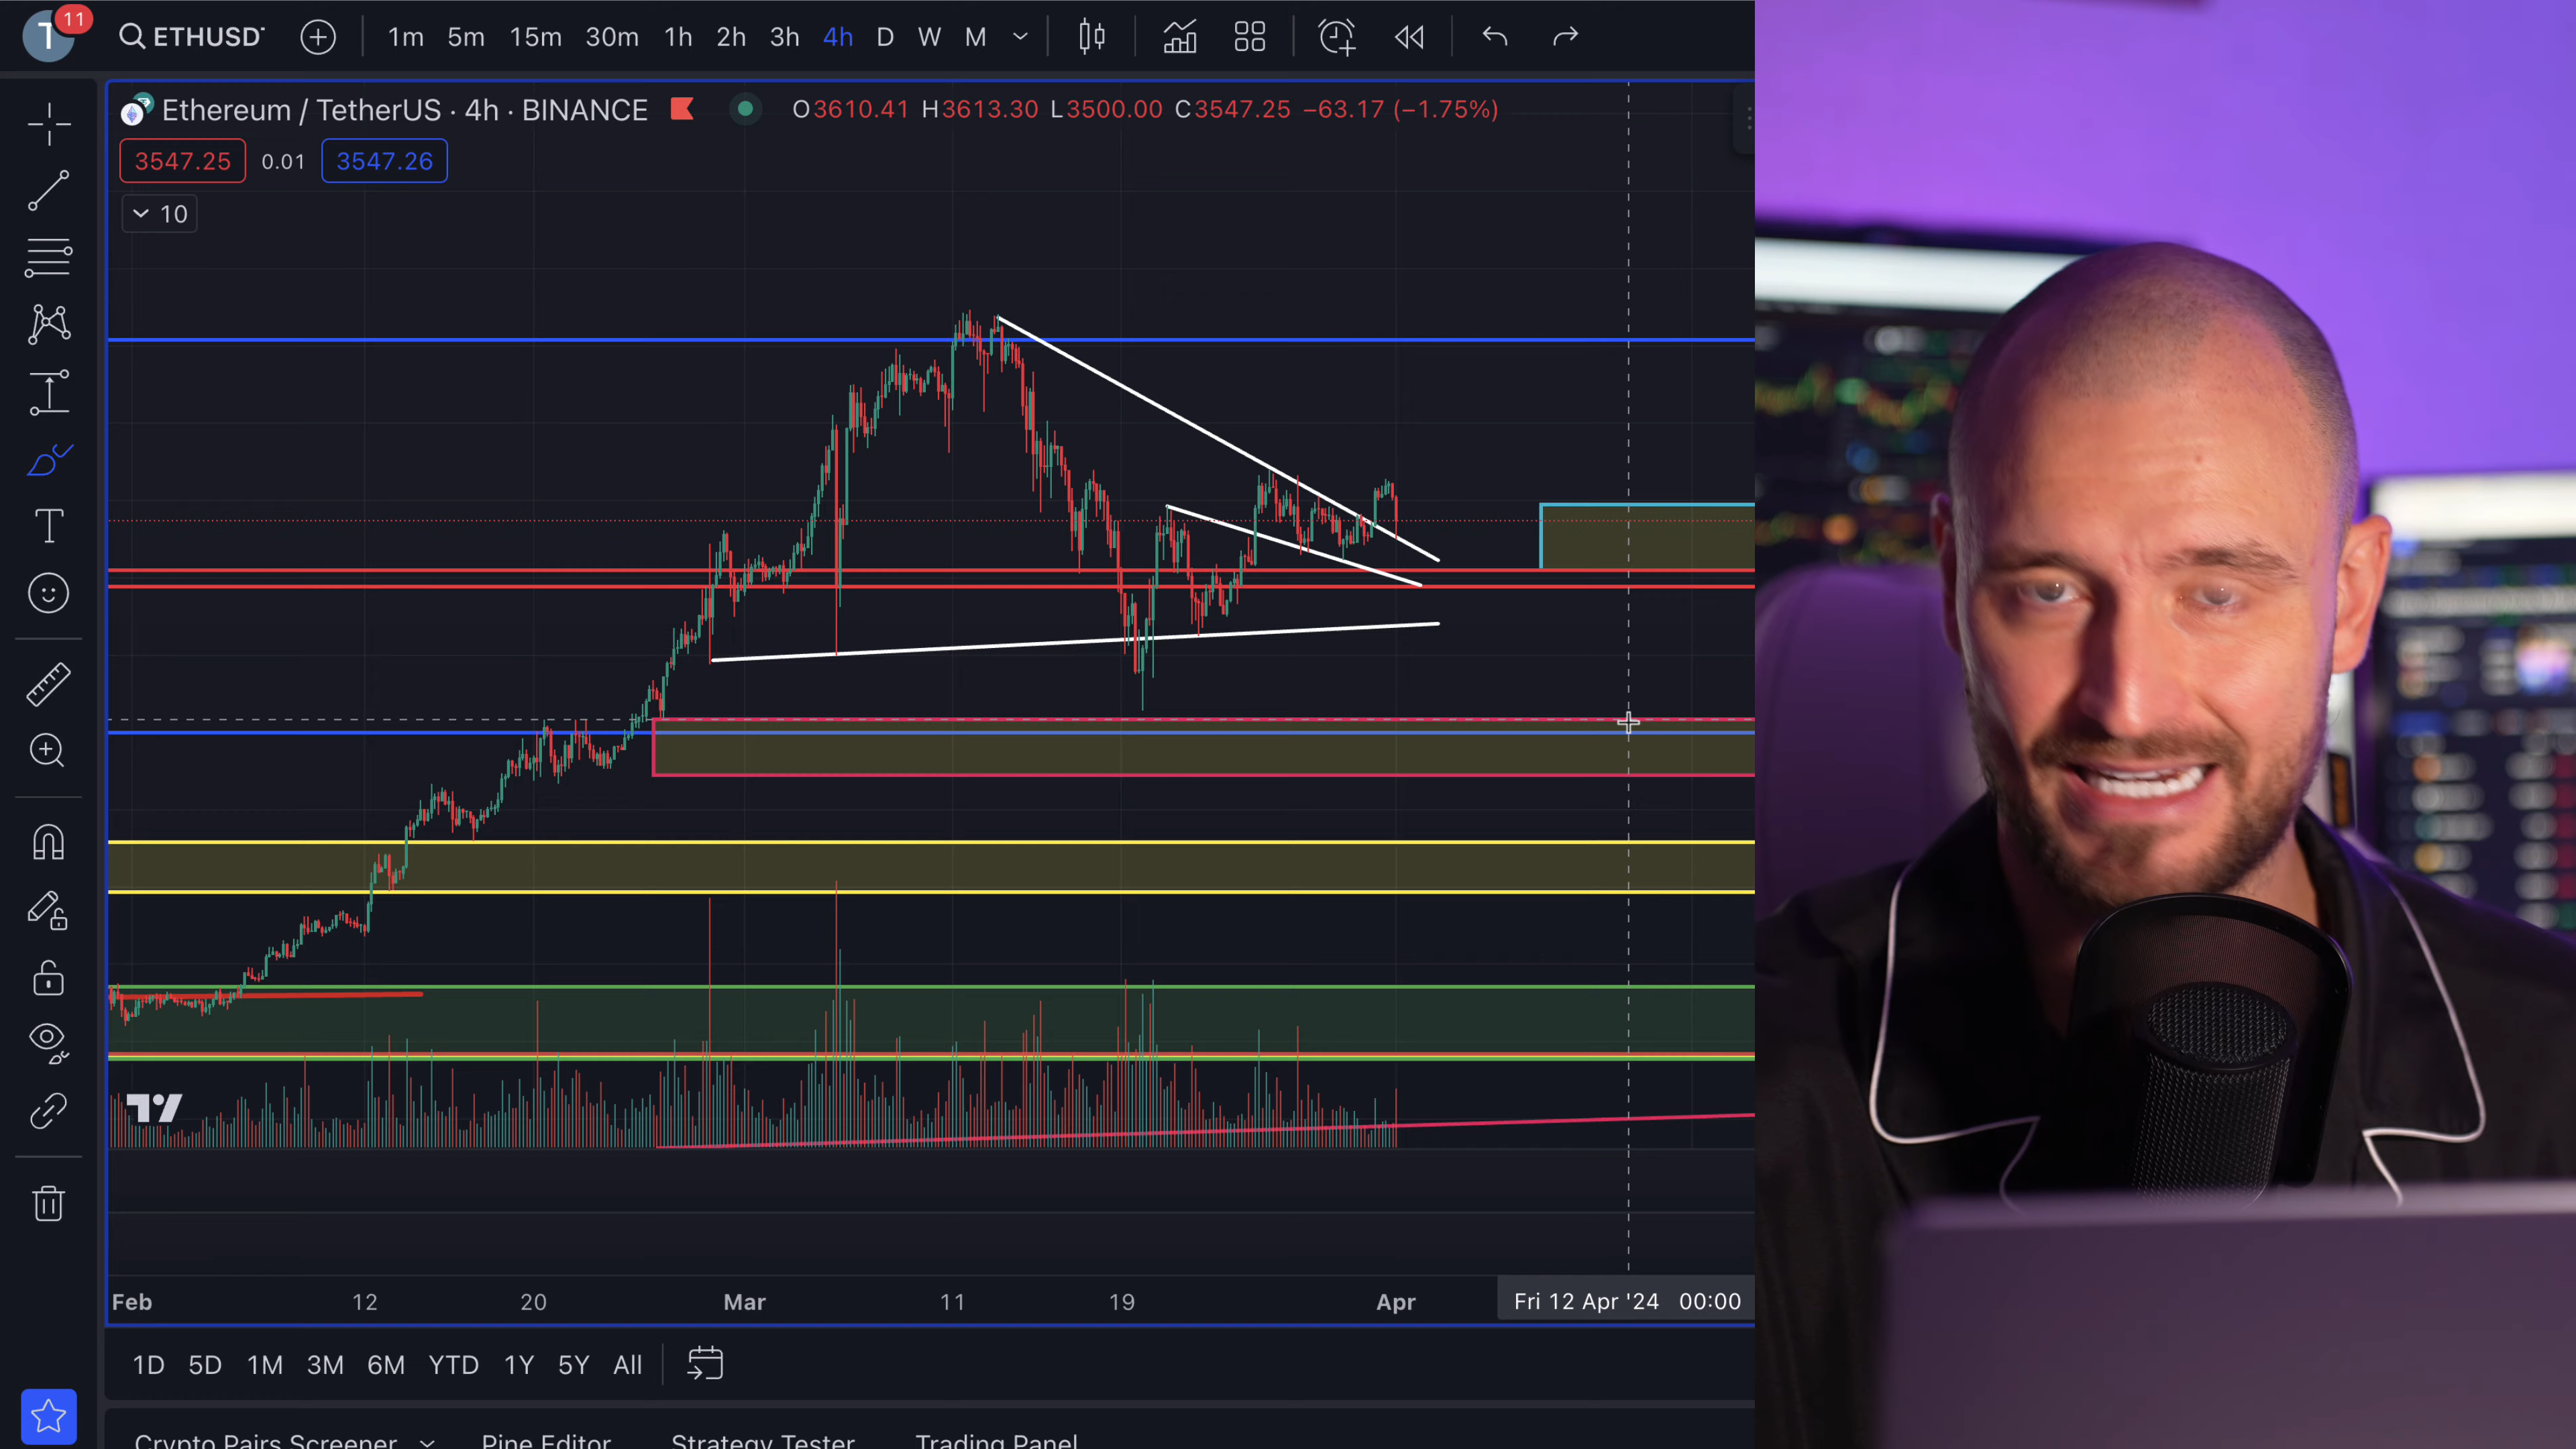 T 11 ETHUSD 1m 5m 15m 30m 1h 2h 3h 4h D W M
Ethereum / TetherUS · 4h · BINANCE O3610.41 H3613.30 L3500.00 C3547.25 −63.17 (−1.75%)
3547.25 0.01 3547.26
10
Feb 12 20 Mar 11 19 Apr Fri 12 Apr '24 00:00
1D 5D 1M 3M 6M YTD 1Y 5Y All
Crypto Pairs Screener Pine Editor Strategy Tester Trading Panel